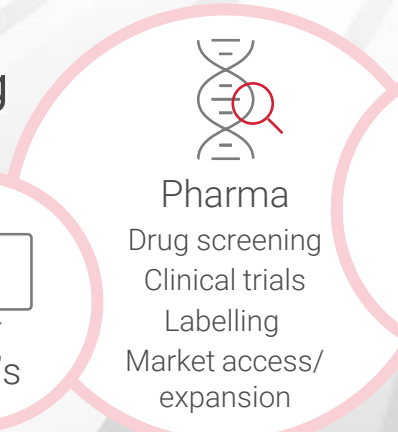 g
Pharma
Drug screening
Clinical trials
Labelling
's
Market access/
expansion